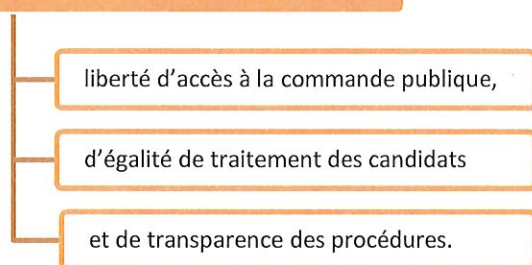 liberté d'accès à la commande publique,
d'égalité de traitement des candidats
et de transparence des procédures.